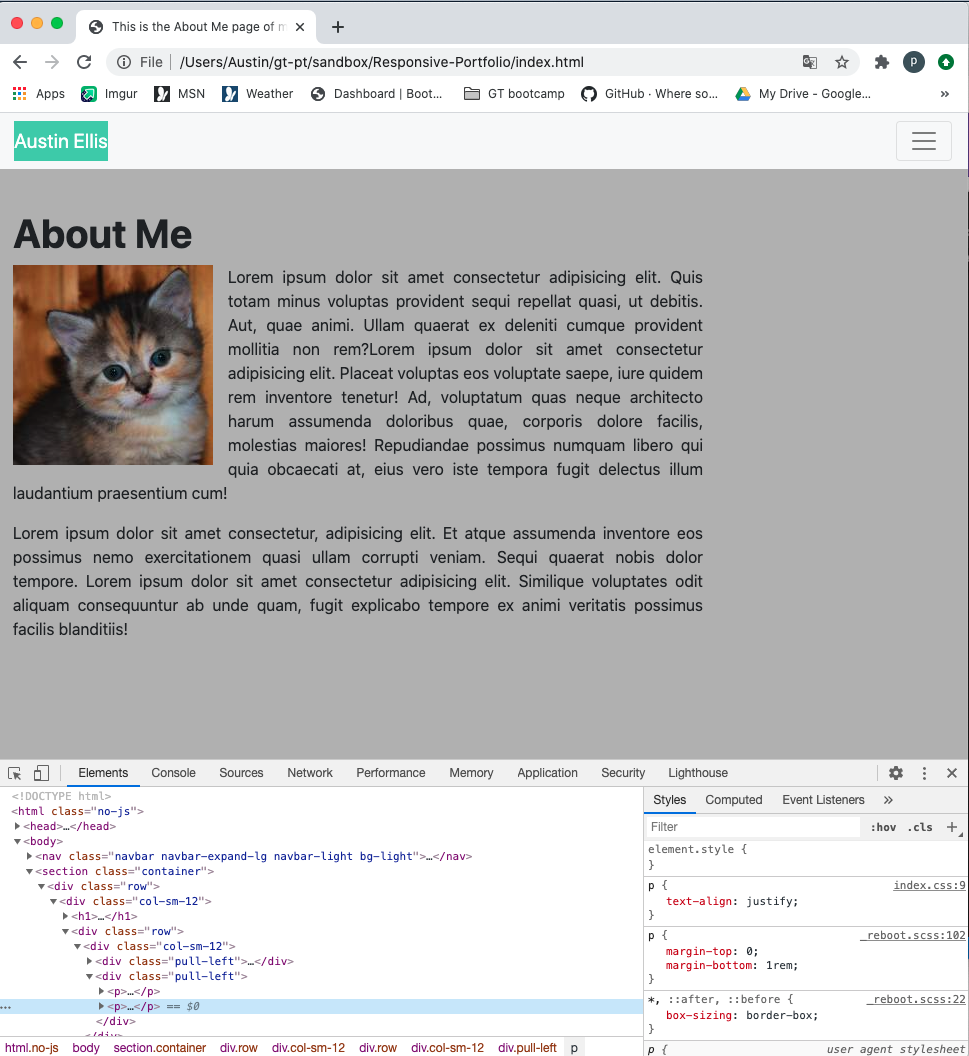 This is the About Me page of m
File /Users/Austin/gt-pt/sandbox/Responsive-Portfolio/index.html
p
Apps Imgur MSN Weather Dashboard | Boot... GT bootcamp GitHub · Where so... My Drive - Google... »
Austin Ellis
About Me
Lorem ipsum dolor sit amet consectetur adipisicing elit. Quis
totam minus voluptas provident sequi repellat quasi, ut debitis.
Aut, quae animi. Ullam quaerat ex deleniti cumque provident
mollitia non rem?Lorem ipsum dolor sit amet consectetur
adipisicing elit. Placeat voluptas eos voluptate saepe, iure quidem
rem inventore tenetur! Ad, voluptatum quas neque architecto
harum assumenda doloribus quae, corporis dolore facilis,
molestias maiores! Repudiandae possimus numquam libero qui
quia obcaecati at, eius vero iste tempora fugit delectus illum
laudantium praesentium cum!
Lorem ipsum dolor sit amet consectetur, adipisicing elit. Et atque assumenda inventore eos
possimus nemo exercitationem quasi ullam corrupti veniam. Sequi quaerat nobis dolor
tempore. Lorem ipsum dolor sit amet consectetur adipisicing elit. Similique voluptates odit
aliquam consequuntur ab unde quam, fugit explicabo tempore ex animi veritatis possimus
facilis blanditiis!
Elements Console Sources Network Performance Memory Application Security Lighthouse
<!DOCTYPE html>
<html class="no-js">
<head>…</head>
<body>
<nav class="navbar navbar-expand-lg navbar-light bg-light">…</nav>
<section class="container">
<div class="row">
<div class="col-sm-12">
<h1>…</h1>
<div class="row">
<div class="col-sm-12">
<div class="pull-left">…</div>
<div class="pull-left">
<p>…</p>
… <p>…</p> == $0
</div>
</div>
html.no-js body section.container div.row div.col-sm-12 div.row div.col-sm-12 div.pull-left p
Styles Computed Event Listeners »
Filter :hov .cls +
element.style {
}
p { index.css:9
text-align: justify;
}
p { _reboot.scss:102
margin-top: 0;
margin-bottom: 1rem;
}
*, ::after, ::before { _reboot.scss:22
box-sizing: border-box;
}
p { user agent stylesheet